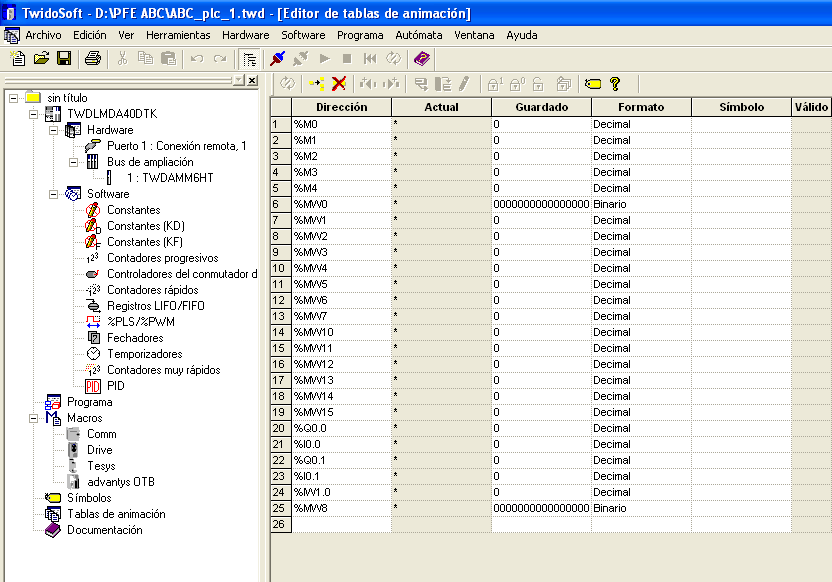 TwidoSoft - D:\PFE ABC\ABC_plc_1.twd - [Editor de tablas de animación]
Archivo Edición Ver Herramientas Hardware Software Programa Autómata Ventana Ayuda
sin título
TWDLMDA40DTK
Hardware
Puerto 1 : Conexión remota, 1
Bus de ampliación
1 : TWDAMM6HT
Software
Constantes
Constantes (KD)
Constantes (KF)
Contadores progresivos
Controladores del conmutador d
Contadores rápidos
Registros LIFO/FIFO
%PLS/%PWM
Fechadores
Temporizadores
Contadores muy rápidos
PID PID
Programa
Macros
Comm
Drive
Tesys
advantys OTB
Símbolos
Tablas de animación
Documentación
Dirección Actual Guardado Formato Símbolo Válido
1 %M0 * 0 Decimal
2 %M1 * 0 Decimal
3 %M2 * 0 Decimal
4 %M3 * 0 Decimal
5 %M4 * 0 Decimal
6 %MW0 * 0000000000000000 Binario
7 %MW1 * 0 Decimal
8 %MW2 * 0 Decimal
9 %MW3 * 0 Decimal
10 %MW4 * 0 Decimal
11 %MW5 * 0 Decimal
12 %MW6 * 0 Decimal
13 %MW7 * 0 Decimal
14 %MW10 * 0 Decimal
15 %MW11 * 0 Decimal
16 %MW12 * 0 Decimal
17 %MW13 * 0 Decimal
18 %MW14 * 0 Decimal
19 %MW15 * 0 Decimal
20 %Q0.0 * 0 Decimal
21 %I0.0 * 0 Decimal
22 %Q0.1 * 0 Decimal
23 %I0.1 * 0 Decimal
24 %IW1.0 * 0 Decimal
25 %MW8 * 0000000000000000 Binario
26